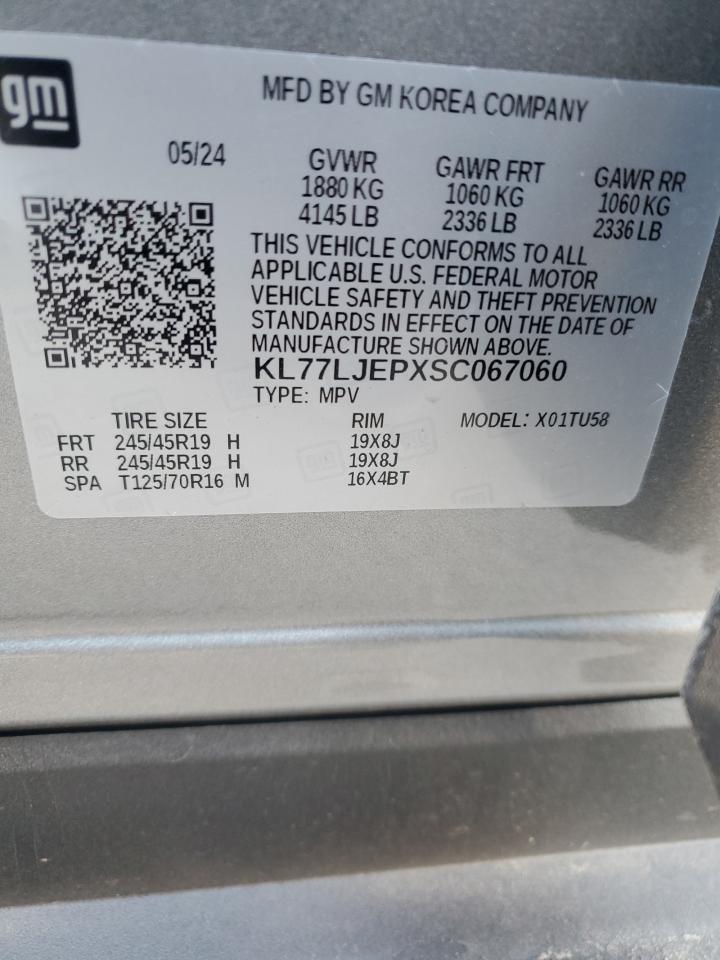 gm
MFD BY GM KOREA COMPANY
05/24
GVWR
1880 KG
4145 LB
GAWR FRT
1060 KG
2336 LB
GAWR RR
1060 KG
2336 LB
THIS VEHICLE CONFORMS TO ALL
APPLICABLE U.S. FEDERAL MOTOR
VEHICLE SAFETY AND THEFT PREVENTION
STANDARDS IN EFFECT ON THE DATE OF
MANUFACTURE SHOWN ABOVE.
KL77LJEPXSC067060
TYPE: MPV
TIRE SIZE RIM MODEL: X01TU58
FRT 245/45R19 H 19X8J
RR 245/45R19 H 19X8J
SPA T125/70R16 M 16X4BT